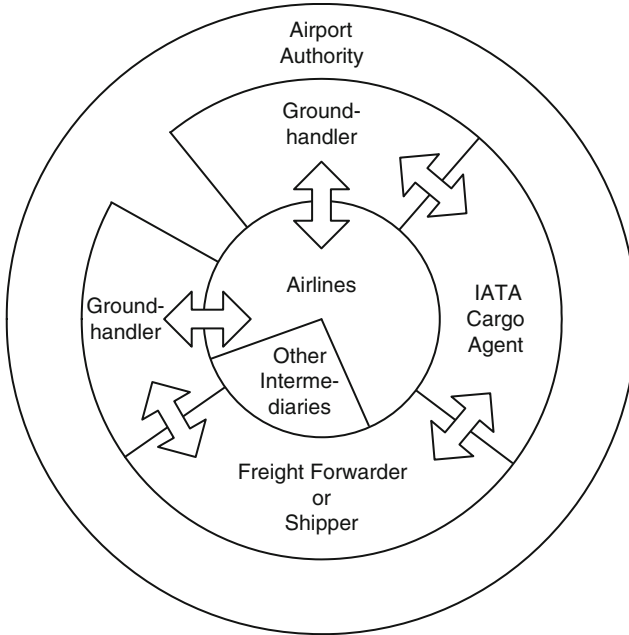 Airport
Authority
Ground-
handler
Airlines
Ground-
handler
IATA
Cargo
Agent
Other
Interme-
diaries
Freight Forwarder
or
Shipper